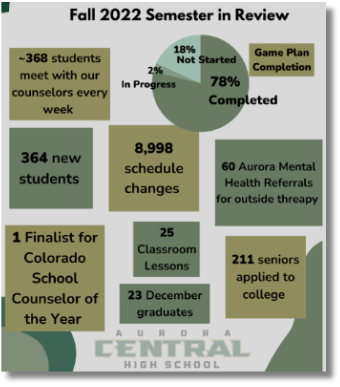 Fall 2022 Semester in Review
~368 students
meet with our
counselors every
week
18%
Not Started
2%
In Progress
78%
Completed
Game Plan
Completion
364 new
students
8,998
schedule
changes
60 Aurora Mental
Health Referrals
for outside threapy
1 Finalist for
Colorado
School
Counselor of
the Year
25
Classroom
Lessons
23 December
graduates
211 seniors
applied to
college
AURORA
CENTRAL
HIGH SCHOOL